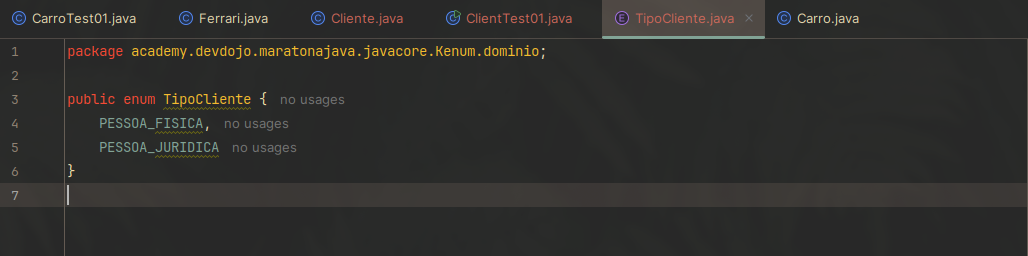 CarroTest01.java Ferrari.java Cliente.java ClientTest01.java TipoCliente.java × Carro.java
1 package academy.devdojo.maratonajava.javacore.Kenum.dominio;
2
3 public enum TipoCliente { no usages
4 PESSOA_FISICA, no usages
5 PESSOA_JURIDICA no usages
6 }
7